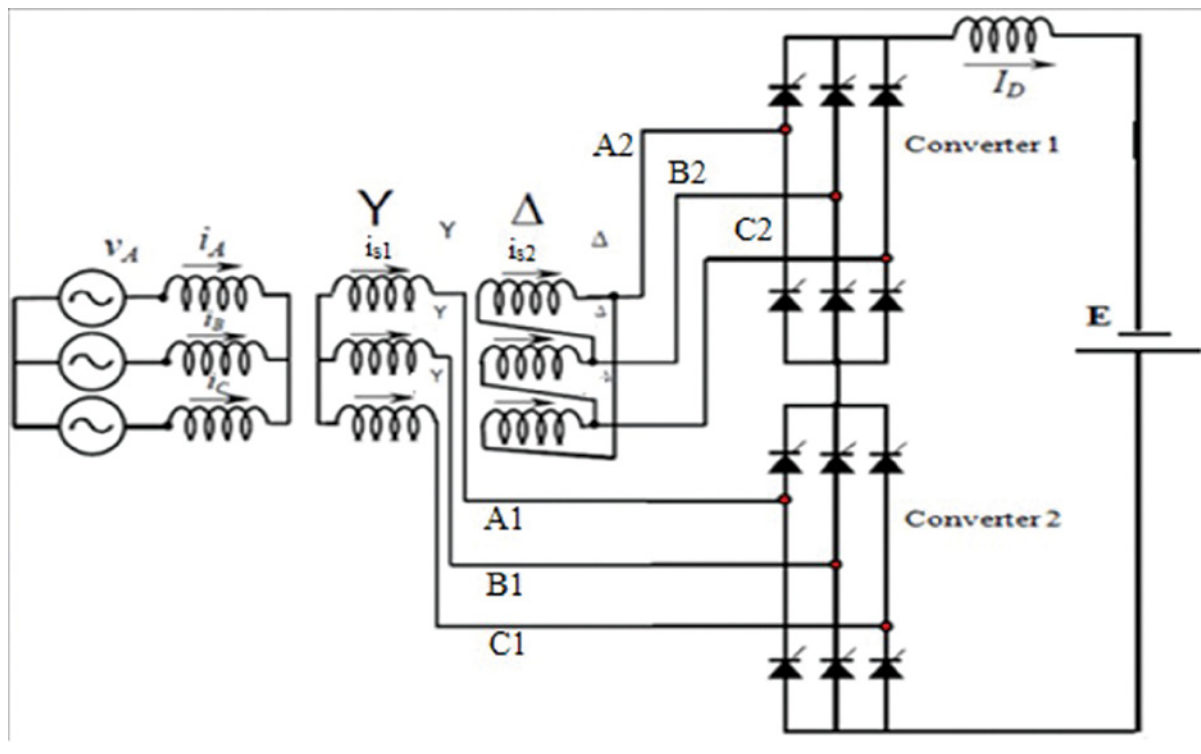 I_D
Converter 1
A2
B2
C2
Y
Δ
Y
Δ
v_A
i_A
i_s1
i_s2
Y
Δ
i_B
Y
i_C
E
A1
B1
C1
Converter 2